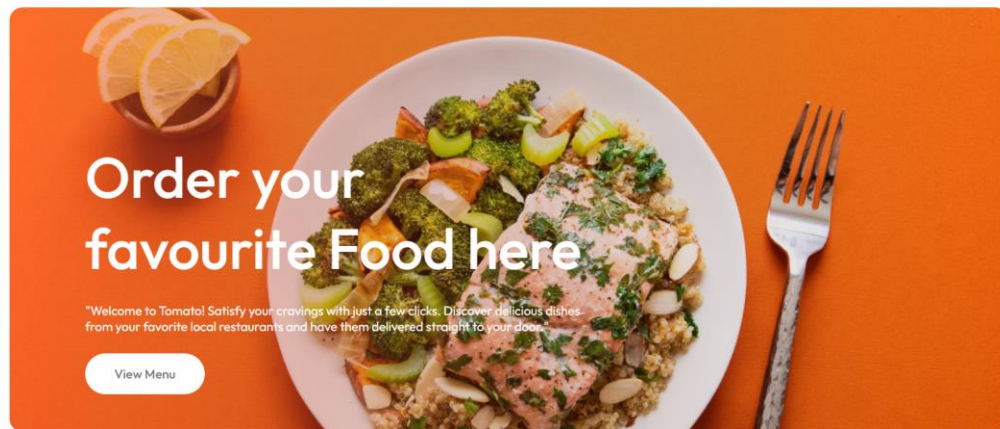 Order your
favourite Food here
"Welcome to Tomato! Satisfy your cravings with just a few clicks. Discover delicious dishes
from your favorite local restaurants and have them delivered straight to your door."
View Menu